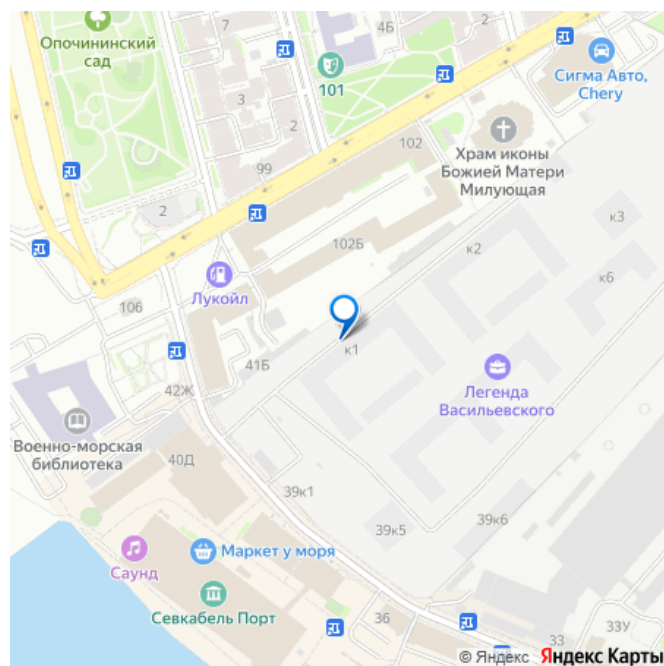 Опочининский
сад
7
4Б
3
2
101
Сигма Авто,
Chery
99
102
Храм иконы
Божией Матери
Милующая
2
102Б
к3
к2
к6
Лукойл
106
к1
41Б
42Ж
Легенда
Васильевского
Военно-морская
библиотека
40Д
39к1
39к5
39к6
Саунд
Маркет у моря
Севкабель Порт
36
33
33У
© Яндекс Яндекс Карты